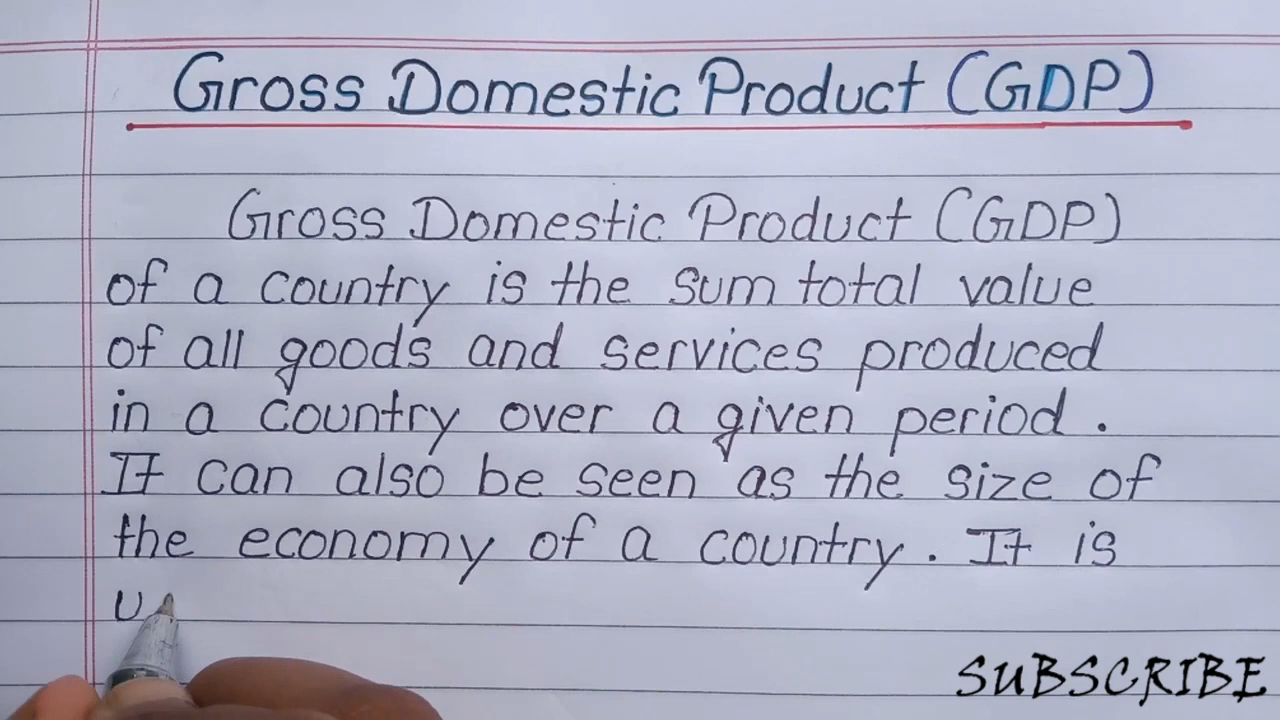 Gross Domestic Product (GDP)
Gross Domestic Product (GDP)
of a country is the sum total value
of all goods and services produced
in a country over a given period.
It can also be seen as the size of
the economy of a country. It is
SUBSCRIBE